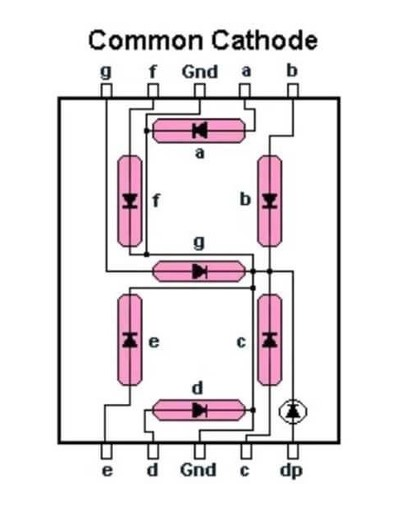 Common Cathode
g f Gnd a b
a
f b
g
e c
d
e d Gnd c dp